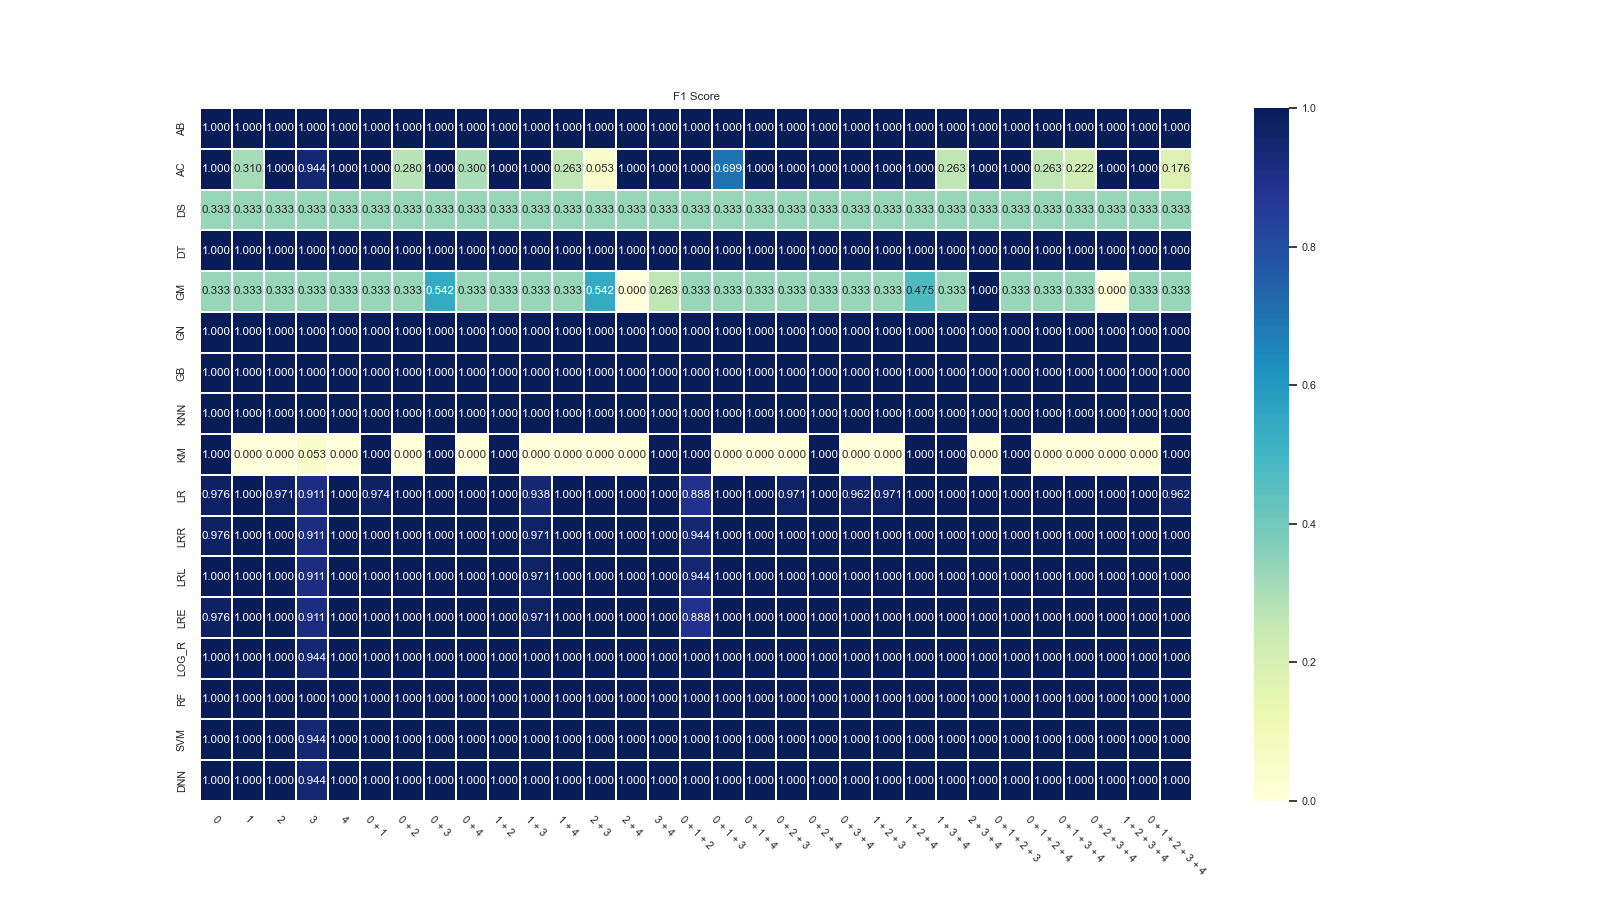 F1 Score
AB 1.000 1.000 1.000 1.000 1.000 1.000 1.000 1.000 1.000 1.000 1.000 1.000 1.000 1.000 1.000 1.000 1.000 1.000 1.000 1.000 1.000 1.000 1.000 1.000 1.000 1.000 1.000 1.000 1.000 1.000 1.000
AC 1.000 0.310 1.000 0.944 1.000 1.000 0.280 1.000 0.300 1.000 1.000 0.263 0.053 1.000 1.000 1.000 0.699 1.000 1.000 1.000 1.000 1.000 1.000 0.263 1.000 1.000 0.263 0.222 1.000 1.000 0.176
DS 0.333 0.333 0.333 0.333 0.333 0.333 0.333 0.333 0.333 0.333 0.333 0.333 0.333 0.333 0.333 0.333 0.333 0.333 0.333 0.333 0.333 0.333 0.333 0.333 0.333 0.333 0.333 0.333 0.333 0.333 0.333
DT 1.000 1.000 1.000 1.000 1.000 1.000 1.000 1.000 1.000 1.000 1.000 1.000 1.000 1.000 1.000 1.000 1.000 1.000 1.000 1.000 1.000 1.000 1.000 1.000 1.000 1.000 1.000 1.000 1.000 1.000 1.000
GM 0.333 0.333 0.333 0.333 0.333 0.333 0.333 0.542 0.333 0.333 0.333 0.333 0.542 0.000 0.263 0.333 0.333 0.333 0.333 0.333 0.333 0.333 0.475 0.333 1.000 0.333 0.333 0.333 0.000 0.333 0.333
GN 1.000 1.000 1.000 1.000 1.000 1.000 1.000 1.000 1.000 1.000 1.000 1.000 1.000 1.000 1.000 1.000 1.000 1.000 1.000 1.000 1.000 1.000 1.000 1.000 1.000 1.000 1.000 1.000 1.000 1.000 1.000
GB 1.000 1.000 1.000 1.000 1.000 1.000 1.000 1.000 1.000 1.000 1.000 1.000 1.000 1.000 1.000 1.000 1.000 1.000 1.000 1.000 1.000 1.000 1.000 1.000 1.000 1.000 1.000 1.000 1.000 1.000 1.000
KNN 1.000 1.000 1.000 1.000 1.000 1.000 1.000 1.000 1.000 1.000 1.000 1.000 1.000 1.000 1.000 1.000 1.000 1.000 1.000 1.000 1.000 1.000 1.000 1.000 1.000 1.000 1.000 1.000 1.000 1.000 1.000
KM 1.000 0.000 0.000 0.053 0.000 1.000 0.000 1.000 0.000 1.000 0.000 0.000 0.000 0.000 1.000 1.000 0.000 0.000 0.000 1.000 0.000 0.000 1.000 1.000 0.000 1.000 0.000 0.000 0.000 0.000 1.000
LR 0.976 1.000 0.971 0.911 1.000 0.974 1.000 1.000 1.000 1.000 0.938 1.000 1.000 1.000 1.000 0.888 1.000 1.000 0.971 1.000 0.962 0.971 1.000 1.000 1.000 1.000 1.000 1.000 1.000 1.000 0.962
LRR 0.976 1.000 1.000 0.911 1.000 1.000 1.000 1.000 1.000 1.000 0.971 1.000 1.000 1.000 1.000 0.944 1.000 1.000 1.000 1.000 1.000 1.000 1.000 1.000 1.000 1.000 1.000 1.000 1.000 1.000 1.000
LRL 1.000 1.000 1.000 0.911 1.000 1.000 1.000 1.000 1.000 1.000 0.971 1.000 1.000 1.000 1.000 0.944 1.000 1.000 1.000 1.000 1.000 1.000 1.000 1.000 1.000 1.000 1.000 1.000 1.000 1.000 1.000
LRE 0.976 1.000 1.000 0.911 1.000 1.000 1.000 1.000 1.000 1.000 0.971 1.000 1.000 1.000 1.000 0.888 1.000 1.000 1.000 1.000 1.000 1.000 1.000 1.000 1.000 1.000 1.000 1.000 1.000 1.000 1.000
LOG_R 1.000 1.000 1.000 0.944 1.000 1.000 1.000 1.000 1.000 1.000 1.000 1.000 1.000 1.000 1.000 1.000 1.000 1.000 1.000 1.000 1.000 1.000 1.000 1.000 1.000 1.000 1.000 1.000 1.000 1.000 1.000
RF 1.000 1.000 1.000 1.000 1.000 1.000 1.000 1.000 1.000 1.000 1.000 1.000 1.000 1.000 1.000 1.000 1.000 1.000 1.000 1.000 1.000 1.000 1.000 1.000 1.000 1.000 1.000 1.000 1.000 1.000 1.000
SVM 1.000 1.000 1.000 0.944 1.000 1.000 1.000 1.000 1.000 1.000 1.000 1.000 1.000 1.000 1.000 1.000 1.000 1.000 1.000 1.000 1.000 1.000 1.000 1.000 1.000 1.000 1.000 1.000 1.000 1.000 1.000
DNN 1.000 1.000 1.000 0.944 1.000 1.000 1.000 1.000 1.000 1.000 1.000 1.000 1.000 1.000 1.000 1.000 1.000 1.000 1.000 1.000 1.000 1.000 1.000 1.000 1.000 1.000 1.000 1.000 1.000 1.000 1.000
0
1
2
3
4
0 + 1
0 + 2
0 + 3
0 + 4
1 + 2
1 + 3
1 + 4
2 + 3
2 + 4
3 + 4
0 + 1 + 2
0 + 1 + 3
0 + 1 + 4
0 + 2 + 3
0 + 2 + 4
0 + 3 + 4
1 + 2 + 3
1 + 2 + 4
1 + 3 + 4
2 + 3 + 4
0 + 1 + 2 + 3
0 + 1 + 2 + 4
0 + 1 + 3 + 4
0 + 2 + 3 + 4
1 + 2 + 3 + 4
0 + 1 + 2 + 3 + 4
1.0
0.8
0.6
0.4
0.2
0.0